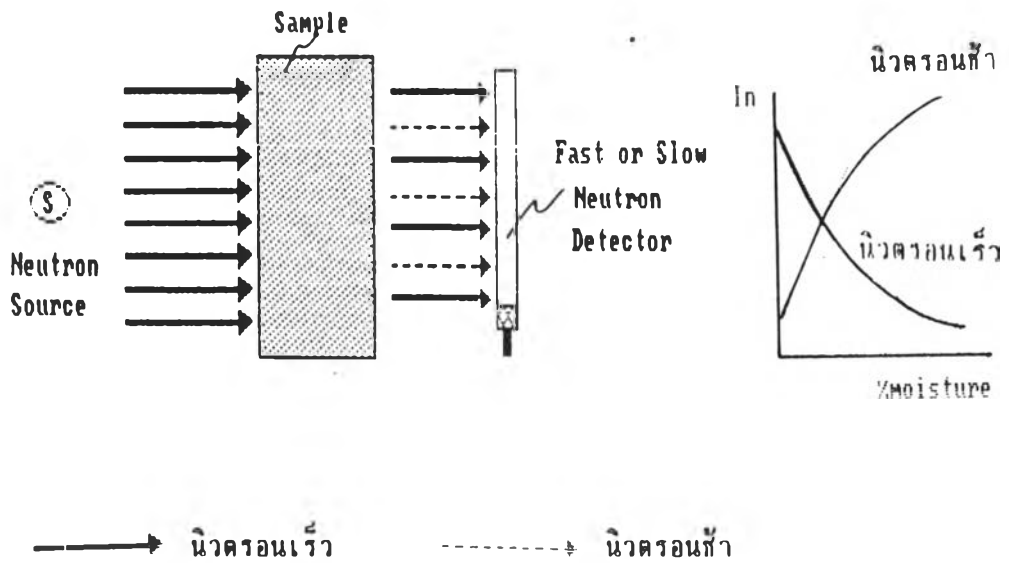 Sample
นิวตรอนช้า
In
Fast or Slow
Neutron
Detector
S
Neutron
Source
นิวตรอนเร็ว
%moisture
นิวตรอนเร็ว
นิวตรอนช้า